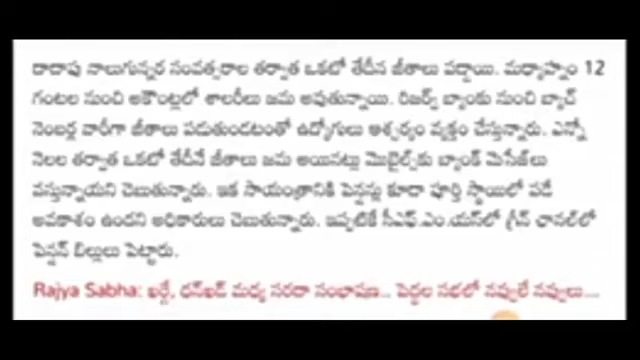 దాదాపు నాలుగున్నర సంవత్సరాల తర్వాత ఒకటో తేదీన జీతాలు పడ్డాయి. మధ్యాహ్నం 12
గంటల నుంచి అకౌంట్లలో శాలరీలు జమ అవుతున్నాయి. రిజర్వ్ బ్యాంకు నుంచి బ్యాచ్
నెంబర్ల వారీగా జీతాలు పడుతుండటంతో ఉద్యోగులు ఆశ్చర్యం వ్యక్తం చేస్తున్నారు. ఎన్నో
నెలల తర్వాత ఒకటో తేదీనే జీతాలు జమ అయినట్లు మొబైల్స్‌కు బ్యాంక్ మెసేజ్‌లు
వస్తున్నాయని చెబుతున్నారు. ఇక సాయంత్రానికి పెన్షన్లు కూడా పూర్తి స్థాయిలో పడే
అవకాశం ఉందని అధికారులు చెబుతున్నారు. ఇప్పటికే సీఎఫ్.ఎం.యస్‌లో గ్రీన్ ఛానల్‌లో
పెన్షన్ బిల్లులు పెట్టారు.
Rajya Sabha: ఖర్గే, ధన్‌ఖడ్ మధ్య సరదా సంభాషణ.. పెద్దల సభలో నవ్వులే నవ్వులు...